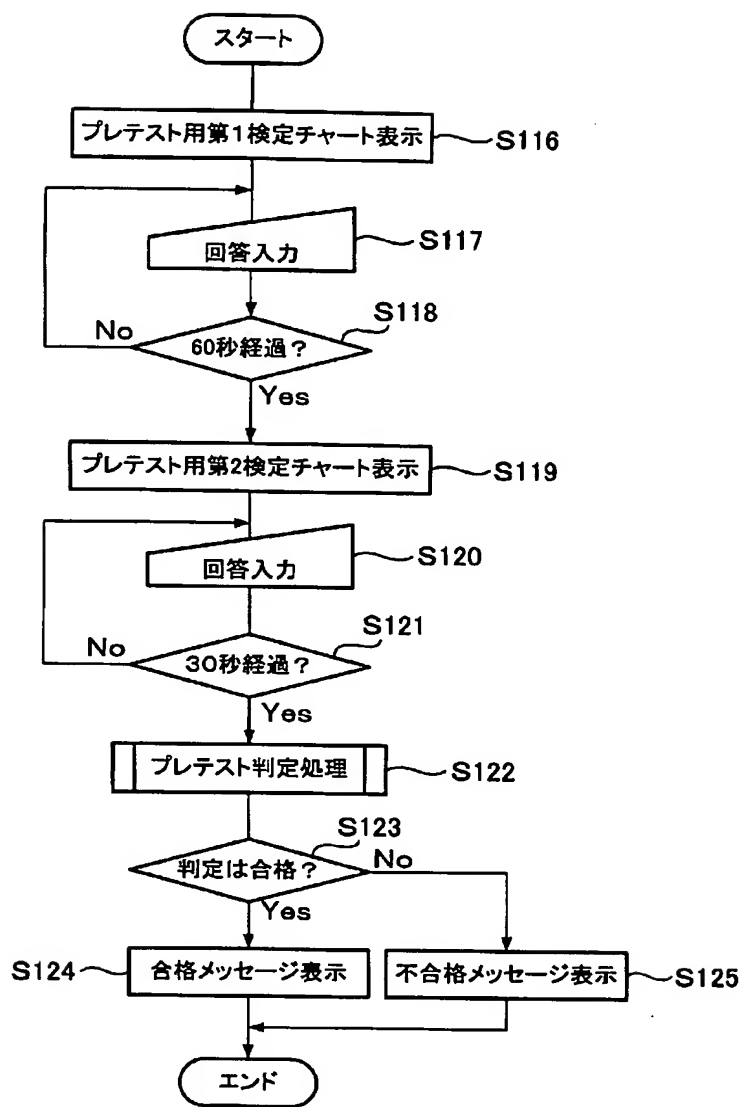 スタート
プレテスト用第1検定チャート表示
S116
回答入力
S117
60秒経過？
S118
No
Yes
プレテスト用第2検定チャート表示
S119
回答入力
S120
30秒経過？
S121
No
Yes
プレテスト判定処理
S122
判定は合格？
S123
No
Yes
S124
合格メッセージ表示
不合格メッセージ表示
S125
エンド